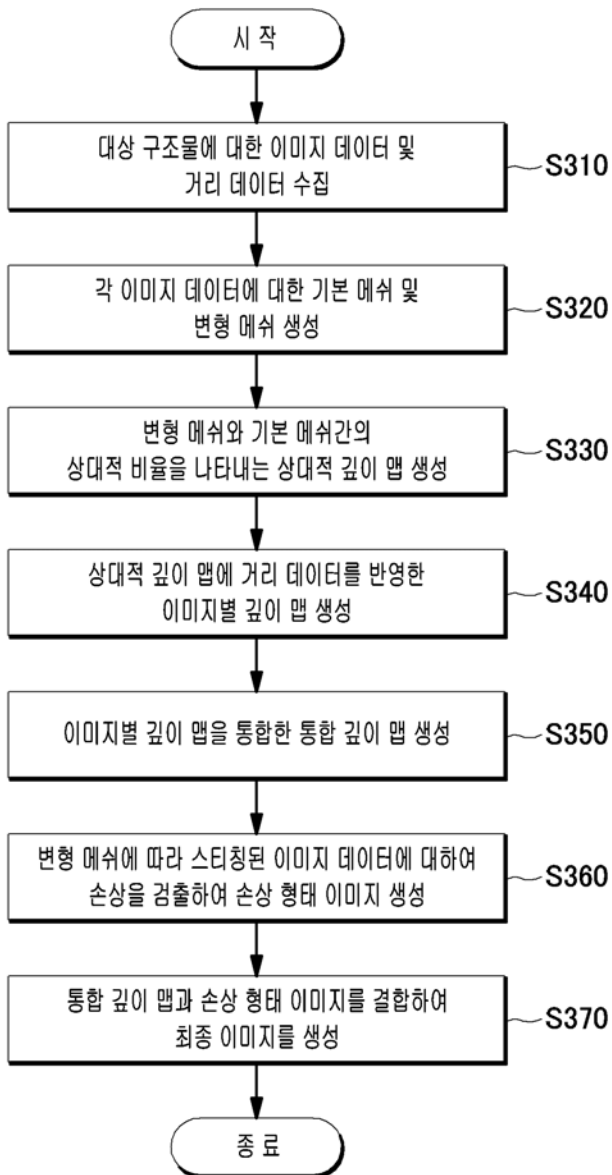 시 작
대상 구조물에 대한 이미지 데이터 및
거리 데이터 수집
S310
각 이미지 데이터에 대한 기본 메쉬 및
변형 메쉬 생성
S320
변형 메쉬와 기본 메쉬간의
상대적 비율을 나타내는 상대적 깊이 맵 생성
S330
상대적 깊이 맵에 거리 데이터를 반영한
이미지별 깊이 맵 생성
S340
이미지별 깊이 맵을 통합한 통합 깊이 맵 생성
S350
변형 메쉬에 따라 스티칭된 이미지 데이터에 대하여
손상을 검출하여 손상 형태 이미지 생성
S360
통합 깊이 맵과 손상 형태 이미지를 결합하여
최종 이미지를 생성
S370
종 료